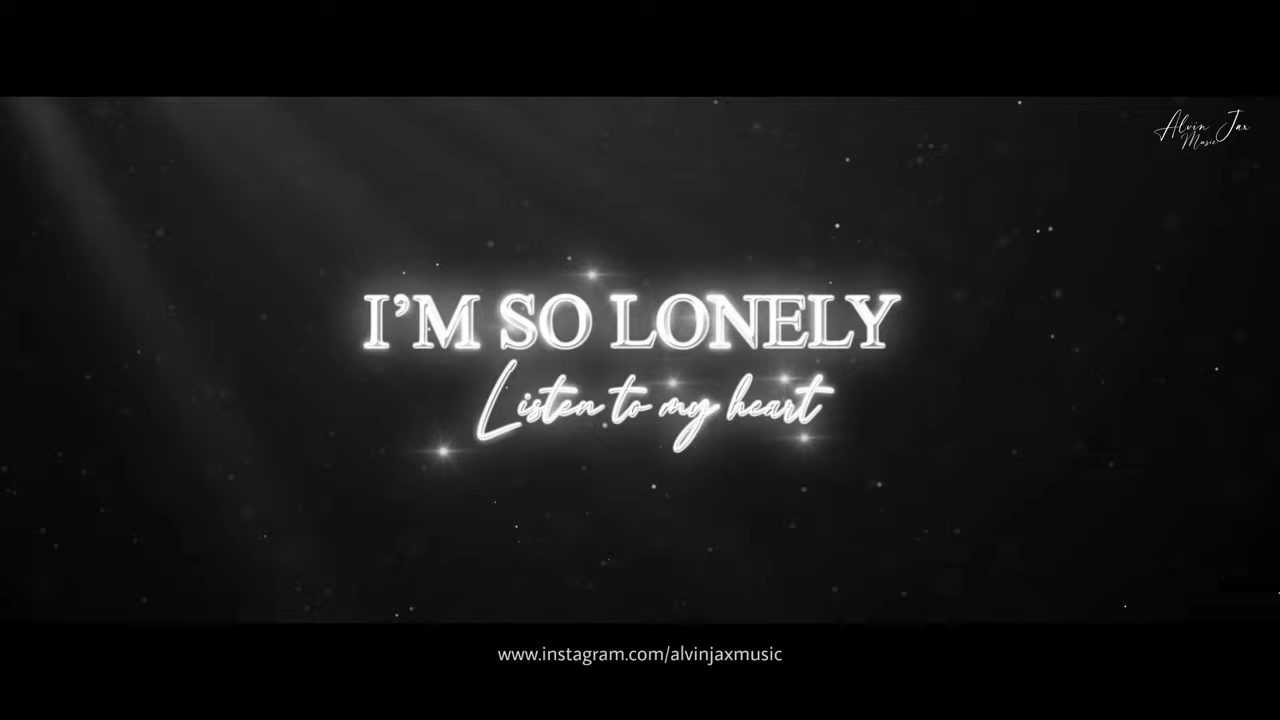 Alvin Jax
Music
I'M SO LONELY
Listen to my heart
www.instagram.com/alvinjaxmusic